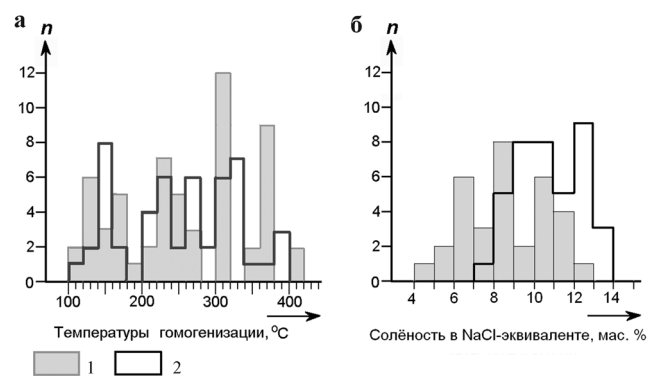 а
n
12
10
8
6
4
2
0
100 200 300 400
Температуры гомогенизации, °C
1 2
б
n
12
10
8
6
4
2
0
4 6 8 10 12 14
Солёность в NaCl-эквиваленте, мас. %